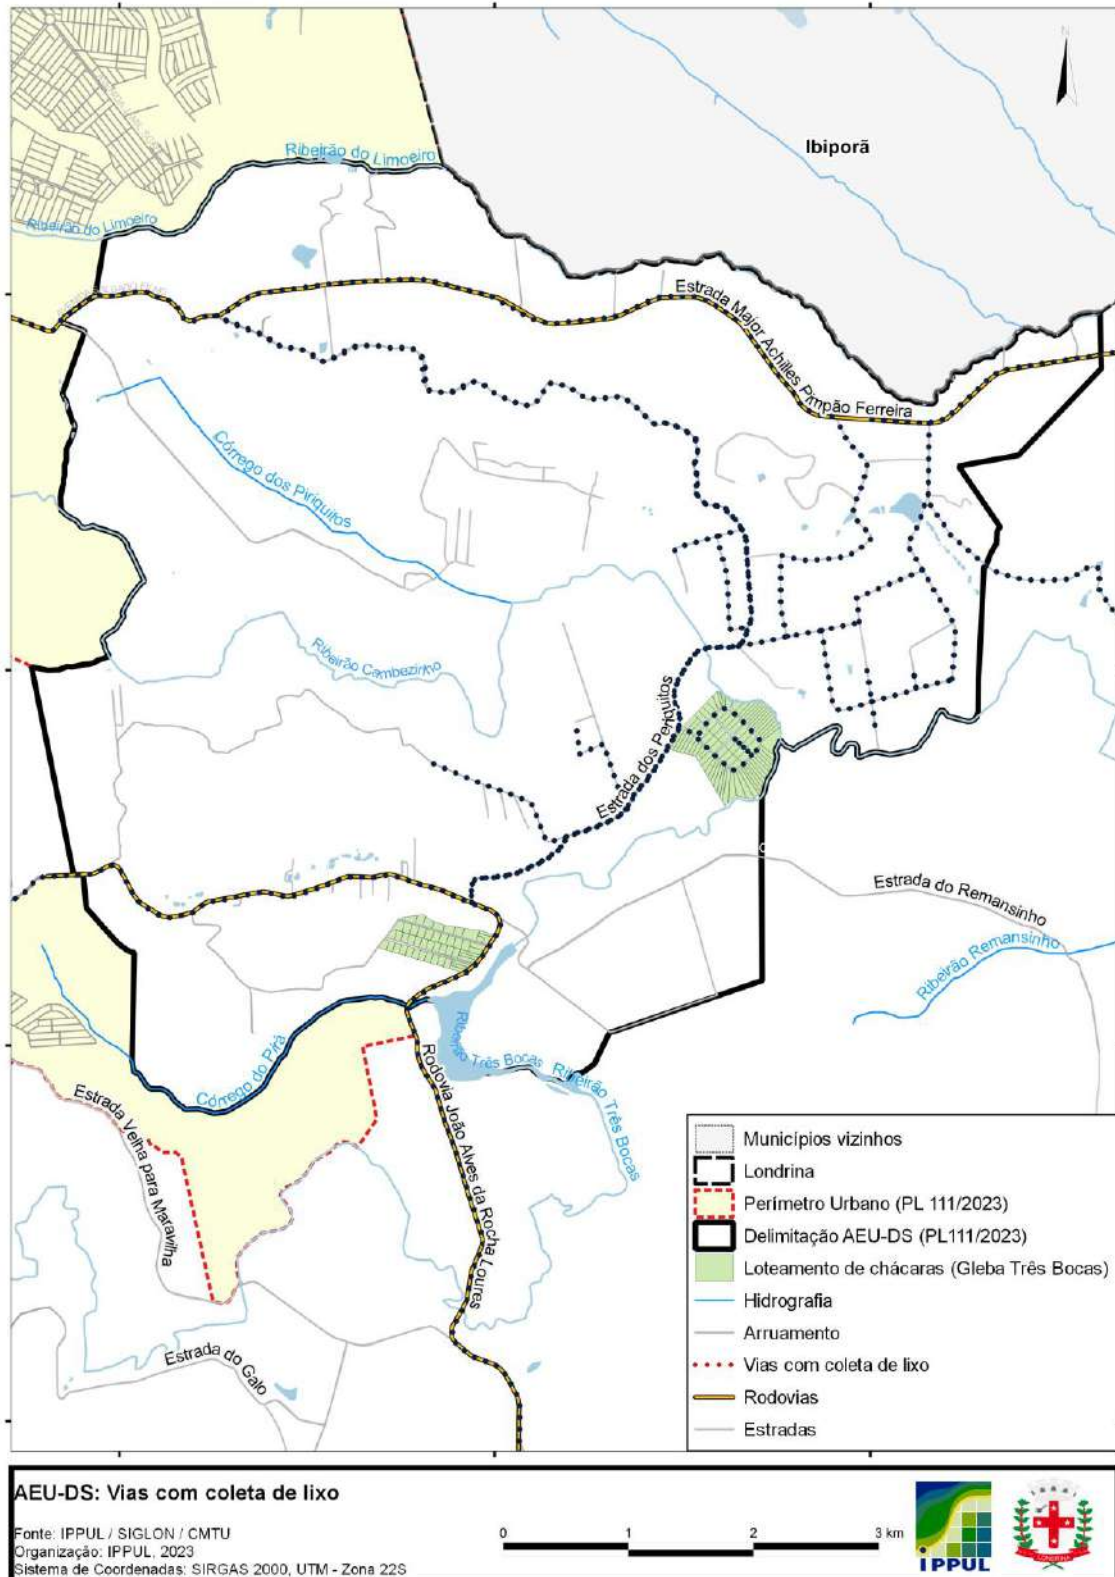 N
Ibiporã
Ribeirão do Limoeiro
Ribeirão do Limoeiro
Estrada Major Achilles Pimpão Ferreira
Córrego dos Piriquitos
Ribeirão Cambezinho
Estrada dos Periquitos
Estrada do Remansinho
Ribeirão Remansinho
Córrego do Pirá
Ribeirão Três Bocas
Ribeirão Três Bocas
Rodovia João Alves da Rocha Loures
Estrada Velha para Maravilha
Estrada do Galo
Municípios vizinhos
Londrina
Perímetro Urbano (PL 111/2023)
Delimitação AEU-DS (PL111/2023)
Loteamento de chácaras (Gleba Três Bocas)
Hidrografia
Arruamento
Vias com coleta de lixo
Rodovias
Estradas
AEU-DS: Vias com coleta de lixo
Fonte: IPPUL / SIGLON / CMTU
Organização: IPPUL, 2023
Sistema de Coordenadas: SIRGAS 2000, UTM - Zona 22S
0 1 2 3 km
IPPUL
LONDRINA